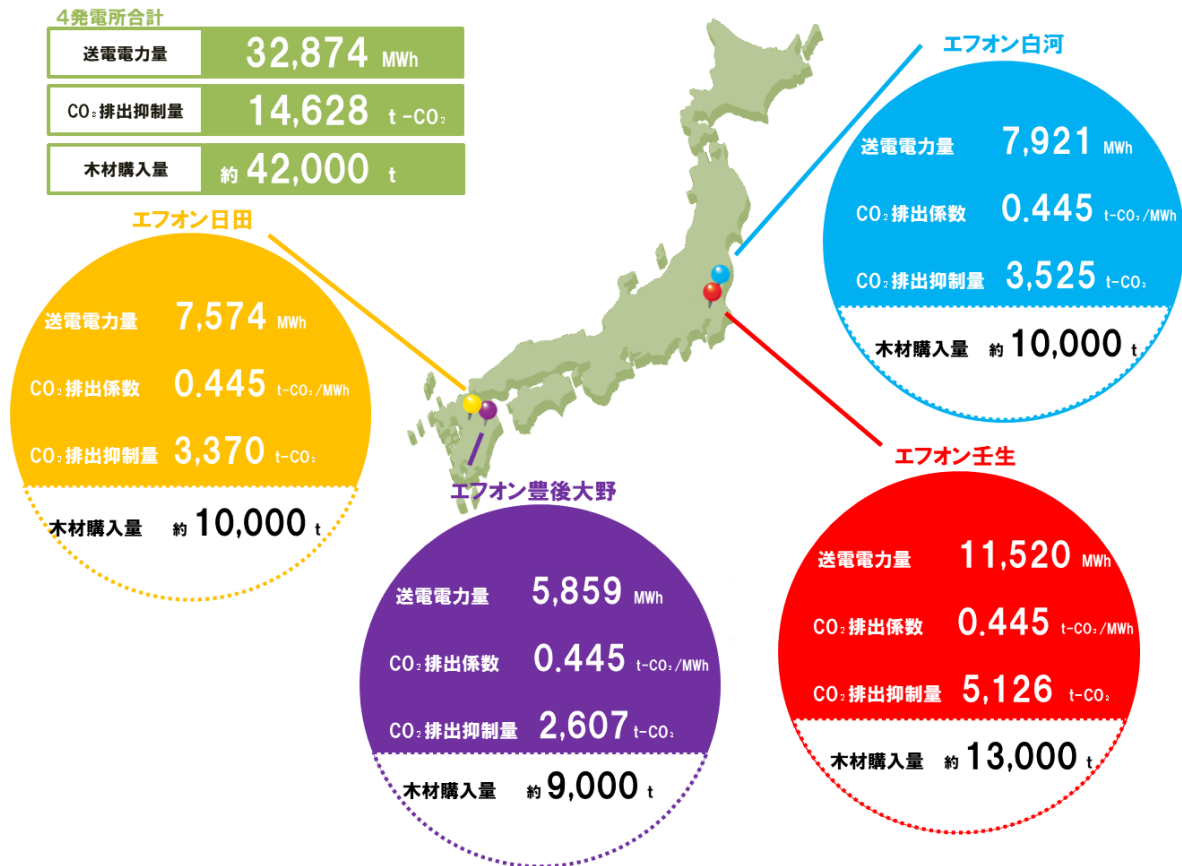 4発電所合計
送電電力量 32,874 MWh
CO₂排出抑制量 14,628 t-CO₂
木材購入量 約 42,000 t
エフオン白河
送電電力量 7,921 MWh
CO₂排出係数 0.445 t-CO₂/MWh
CO₂排出抑制量 3,525 t-CO₂
木材購入量 約 10,000 t
エフオン日田
送電電力量 7,574 MWh
CO₂排出係数 0.445 t-CO₂/MWh
CO₂排出抑制量 3,370 t-CO₂
木材購入量 約 10,000 t
エフオン豊後大野
送電電力量 5,859 MWh
CO₂排出係数 0.445 t-CO₂/MWh
CO₂排出抑制量 2,607 t-CO₂
木材購入量 約 9,000 t
エフオン壬生
送電電力量 11,520 MWh
CO₂排出係数 0.445 t-CO₂/MWh
CO₂排出抑制量 5,126 t-CO₂
木材購入量 約 13,000 t